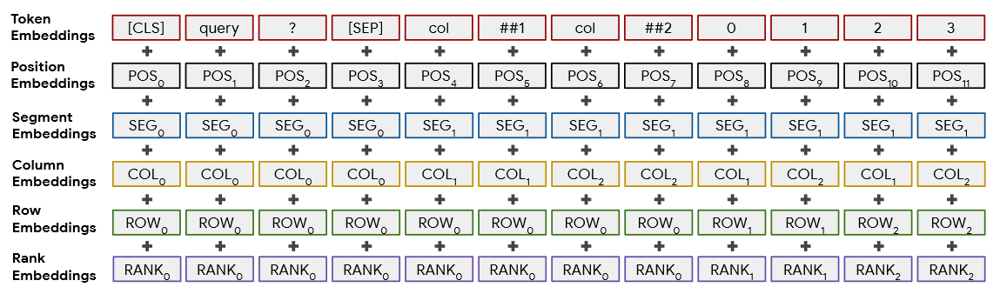 Token Embeddings [CLS] query ? [SEP] col ##1 col ##2 0 1 2 3
+ + + + + + + + + + + +
Position Embeddings POS0 POS1 POS2 POS3 POS4 POS5 POS6 POS7 POS8 POS9 POS10 POS11
+ + + + + + + + + + + +
Segment Embeddings SEG0 SEG0 SEG0 SEG0 SEG1 SEG1 SEG1 SEG1 SEG1 SEG1 SEG1 SEG1
+ + + + + + + + + + + +
Column Embeddings COL0 COL0 COL0 COL0 COL1 COL1 COL2 COL2 COL1 COL2 COL1 COL2
+ + + + + + + + + + + +
Row Embeddings ROW0 ROW0 ROW0 ROW0 ROW0 ROW0 ROW0 ROW0 ROW1 ROW1 ROW2 ROW2
+ + + + + + + + + + + +
Rank Embeddings RANK0 RANK0 RANK0 RANK0 RANK0 RANK0 RANK0 RANK0 RANK1 RANK1 RANK2 RANK2